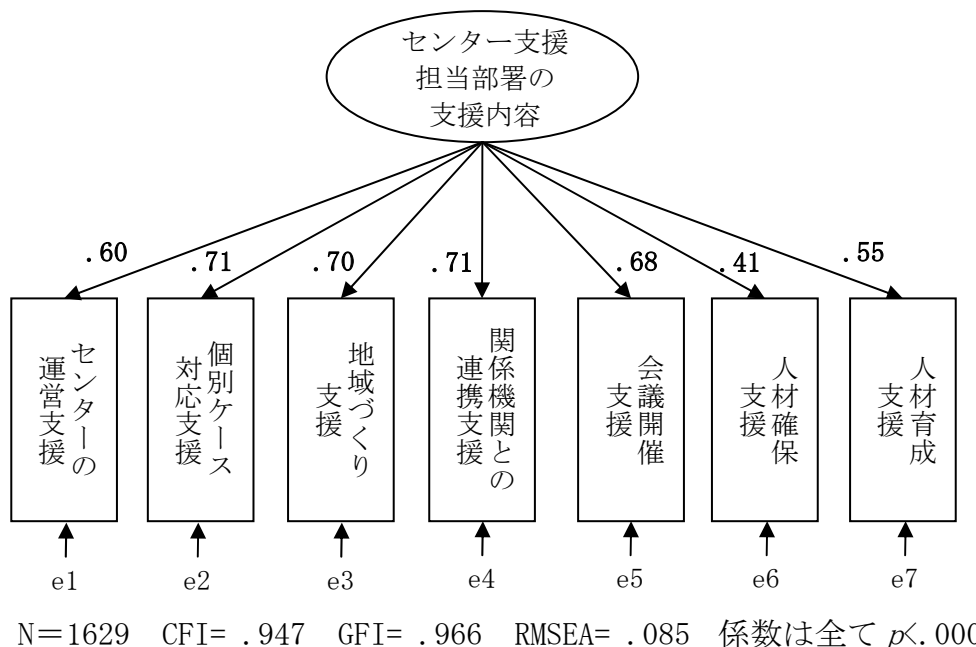 センター支援
担当部署の
支援内容
.60
.71
.70
.71
.68
.41
.55
センターの
運営支援
個別ケース
対応支援
地域づくり
支援
関係機関との
連携支援
会議開催
支援
人材確保
支援
人材育成
支援
e1
e2
e3
e4
e5
e6
e7
N＝1629 CFI= .947 GFI= .966 RMSEA= .085 係数は全て p<.000